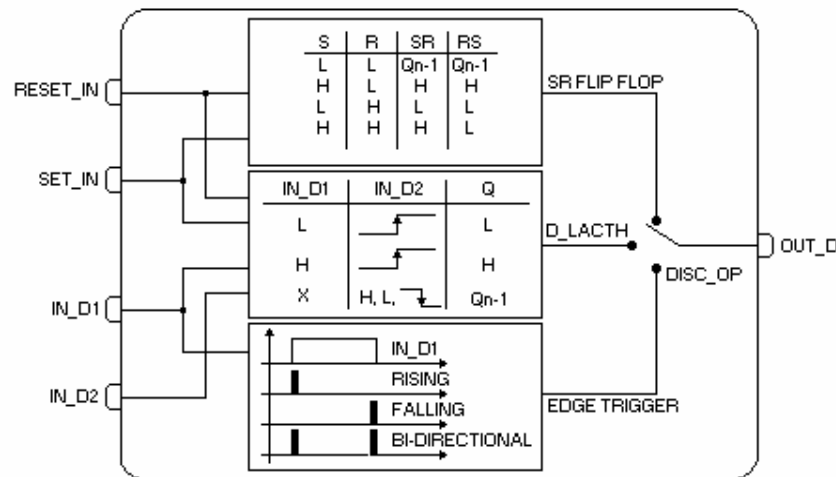 S R SR RS
L L Qn-1 Qn-1
H L H H
L H L L
H H H L
RESET_IN
SR FLIP FLOP
SET_IN
IN_D1 IN_D2 Q
L L
D_LACTH
H H
X H, L, Qn-1
OUT_D
DISC_OP
IN_D1
IN_D2
IN_D1
RISING
FALLING
BI-DIRECTIONAL
EDGE TRIGGER